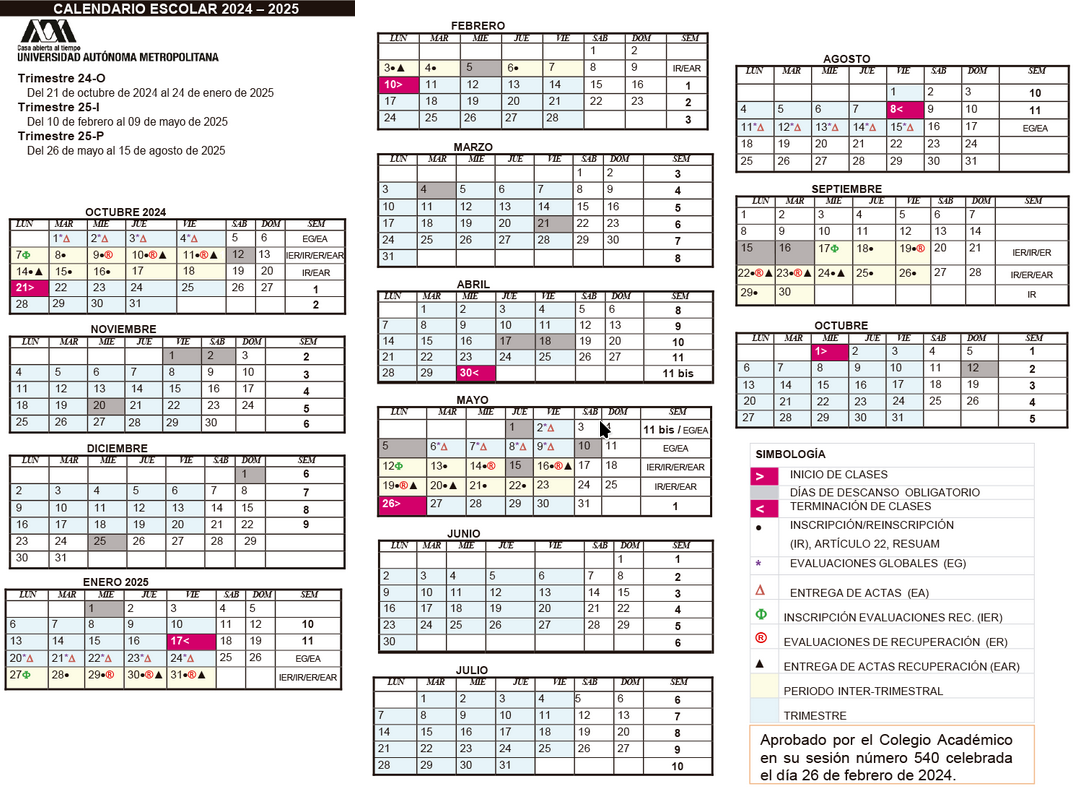 CALENDARIO ESCOLAR 2024 – 2025
Casa abierta al tiempo
UNIVERSIDAD AUTÓNOMA METROPOLITANA
Trimestre 24-O
Del 21 de octubre de 2024 al 24 de enero de 2025
Trimestre 25-I
Del 10 de febrero al 09 de mayo de 2025
Trimestre 25-P
Del 26 de mayo al 15 de agosto de 2025
OCTUBRE 2024
LUN MAR MIE JUE VIE SAB DOM SEM
1*Δ 2*Δ 3*Δ 4*Δ 5 6 EG/EA
7Φ 8● 9●® 10●®▲ 11●®▲ 12 13 IER/IR/ER/EAR
14●▲ 15● 16● 17 18 19 20 IR/EAR
21> 22 23 24 25 26 27 1
28 29 30 31 2
NOVIEMBRE
LUN MAR MIE JUE VIE SAB DOM SEM
1 2 3 2
4 5 6 7 8 9 10 3
11 12 13 14 15 16 17 4
18 19 20 21 22 23 24 5
25 26 27 28 29 30 6
DICIEMBRE
LUN MAR MIE JUE VIE SAB DOM SEM
1 6
2 3 4 5 6 7 8 7
9 10 11 12 13 14 15 8
16 17 18 19 20 21 22 9
23 24 25 26 27 28 29
30 31
ENERO 2025
LUN MAR MIE JUE VIE SAB DOM SEM
1 2 3 4 5
6 7 8 9 10 11 12 10
13 14 15 16 17< 18 19 11
20*Δ 21*Δ 22*Δ 23*Δ 24*Δ 25 26 EG/EA
27Φ 28● 29●® 30●®▲ 31●®▲ IER/IR/ER/EAR
FEBRERO
LUN MAR MIE JUE VIE SAB DOM SEM
1 2
3●▲ 4● 5 6● 7 8 9 IR/EAR
10> 11 12 13 14 15 16 1
17 18 19 20 21 22 23 2
24 25 26 27 28 3
MARZO
LUN MAR MIE JUE VIE SAB DOM SEM
1 2 3
3 4 5 6 7 8 9 4
10 11 12 13 14 15 16 5
17 18 19 20 21 22 23 6
24 25 26 27 28 29 30 7
31 8
ABRIL
LUN MAR MIE JUE VIE SAB DOM SEM
1 2 3 4 5 6 8
7 8 9 10 11 12 13 9
14 15 16 17 18 19 20 10
21 22 23 24 25 26 27 11
28 29 30< 11 bis
MAYO
LUN MAR MIE JUE VIE SAB DOM SEM
1 2*Δ 3 4 11 bis / EG/EA
5 6*Δ 7*Δ 8*Δ 9*Δ 10 11 EG/EA
12Φ 13● 14●® 15 16●®▲ 17 18 IER/IR/ER/EAR
19●®▲ 20●▲ 21● 22● 23 24 25 IR/ER/EAR
26> 27 28 29 30 31 1
JUNIO
LUN MAR MIE JUE VIE SAB DOM SEM
1 1
2 3 4 5 6 7 8 2
9 10 11 12 13 14 15 3
16 17 18 19 20 21 22 4
23 24 25 26 27 28 29 5
30 6
JULIO
LUN MAR MIE JUE VIE SAB DOM SEM
1 2 3 4 5 6 6
7 8 9 10 11 12 13 7
14 15 16 17 18 19 20 8
21 22 23 24 25 26 27 9
28 29 30 31 10
AGOSTO
LUN MAR MIE JUE VIE SAB DOM SEM
1 2 3 10
4 5 6 7 8< 9 10 11
11*Δ 12*Δ 13*Δ 14*Δ 15*Δ 16 17 EG/EA
18 19 20 21 22 23 24
25 26 27 28 29 30 31
SEPTIEMBRE
LUN MAR MIE JUE VIE SAB DOM SEM
1 2 3 4 5 6 7
8 9 10 11 12 13 14
15 16 17Φ 18● 19●® 20 21 IER/IR/ER
22●®▲ 23●®▲ 24●▲ 25● 26● 27 28 IR/ER/EAR
29● 30 IR
OCTUBRE
LUN MAR MIE JUE VIE SAB DOM SEM
1> 2 3 4 5 1
6 7 8 9 10 11 12 2
13 14 15 16 17 18 19 3
20 21 22 23 24 25 26 4
27 28 29 30 31 5
SIMBOLOGÍA
> INICIO DE CLASES
DÍAS DE DESCANSO OBLIGATORIO
< TERMINACIÓN DE CLASES
● INSCRIPCIÓN/REINSCRIPCIÓN
(IR), ARTÍCULO 22, RESUAM
* EVALUACIONES GLOBALES (EG)
Δ ENTREGA DE ACTAS (EA)
Φ INSCRIPCIÓN EVALUACIONES REC. (IER)
® EVALUACIONES DE RECUPERACIÓN (ER)
▲ ENTREGA DE ACTAS RECUPERACIÓN (EAR)
PERIODO INTER-TRIMESTRAL
TRIMESTRE
Aprobado por el Colegio Académico
en su sesión número 540 celebrada
el día 26 de febrero de 2024.